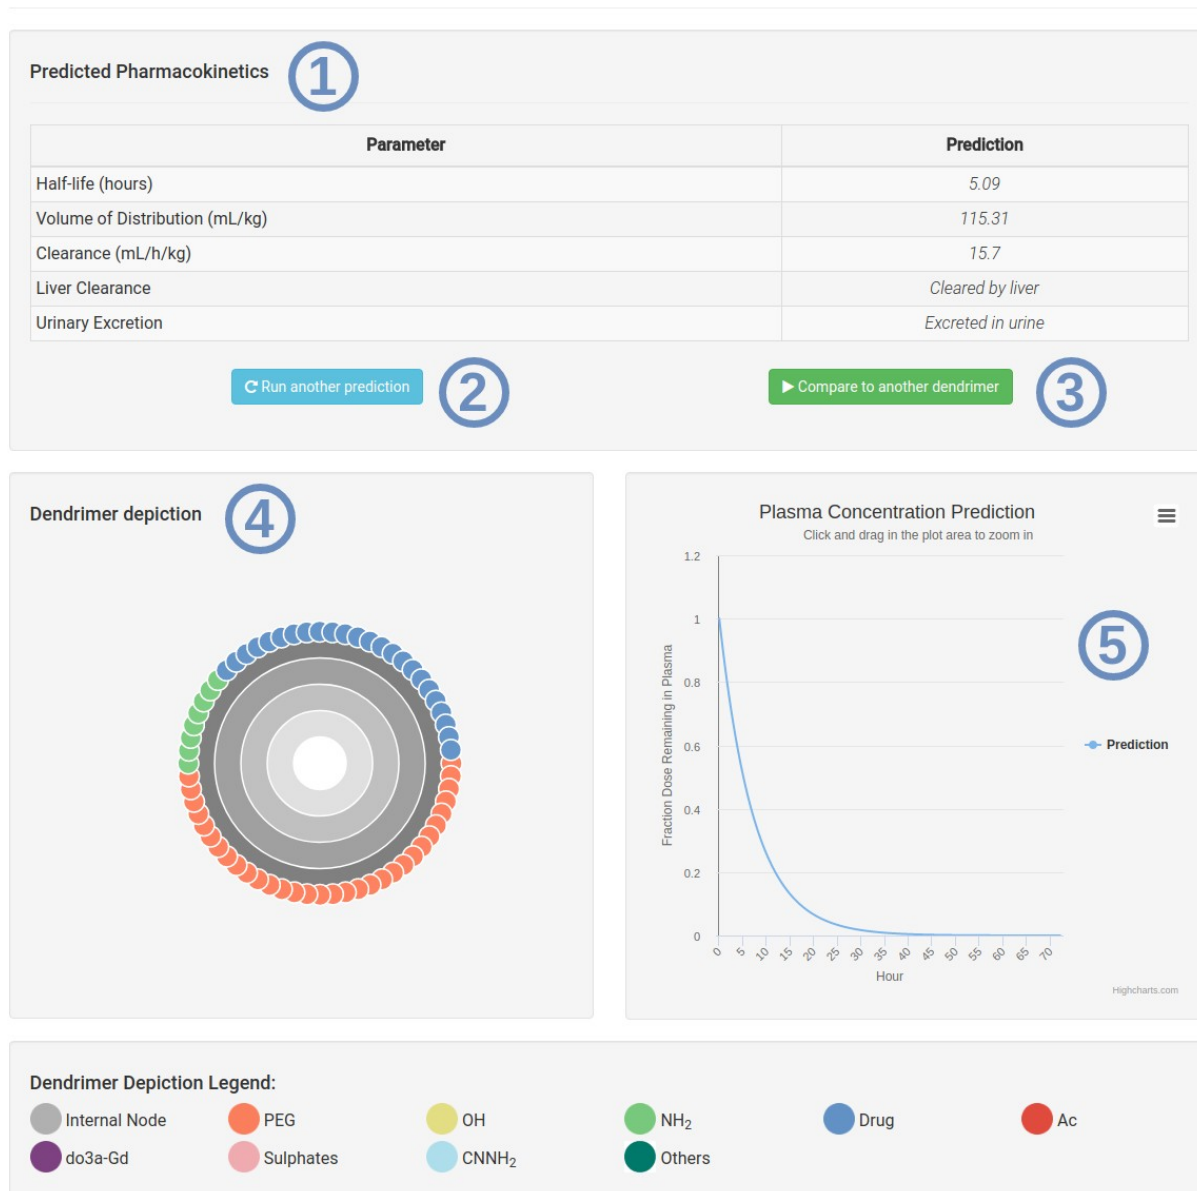 Predicted Pharmacokinetics 1
Parameter Prediction
Half-life (hours) 5.09
Volume of Distribution (mL/kg) 115.31
Clearance (mL/h/kg) 15.7
Liver Clearance Cleared by liver
Urinary Excretion Excreted in urine
Run another prediction 2 Compare to another dendrimer 3
Dendrimer depiction 4
Plasma Concentration Prediction
Click and drag in the plot area to zoom in
1.2
1
0.8
0.6
0.4
0.2
0
Fraction Dose Remaining in Plasma
0 5 10 15 20 25 30 35 40 45 50 55 60 65 70
Hour
5
Prediction
Highcharts.com
Dendrimer Depiction Legend:
Internal Node PEG OH NH₂ Drug Ac
do3a-Gd Sulphates CNNH₂ Others